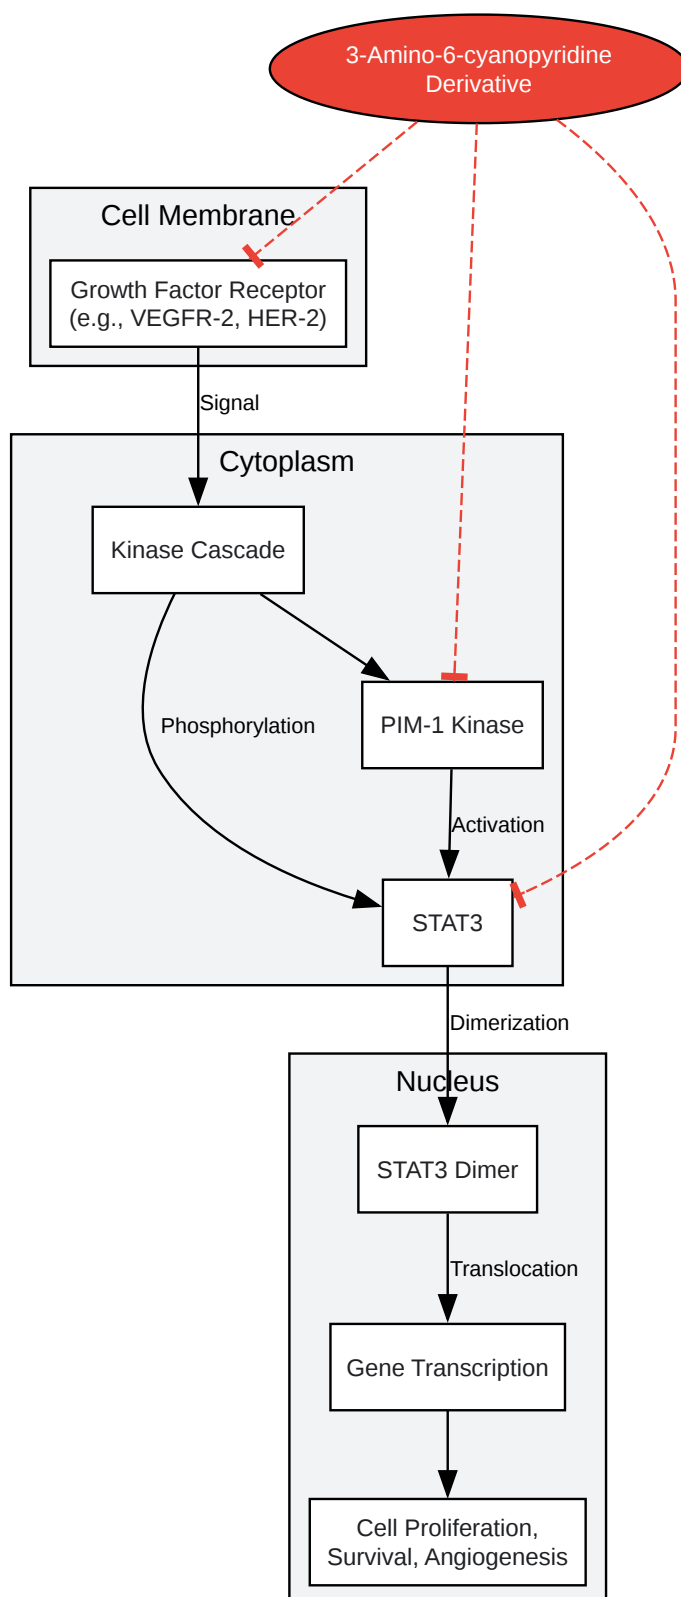 3-Amino-6-cyanopyridine
Derivative
Cell Membrane
Growth Factor Receptor
(e.g., VEGFR-2, HER-2)
Signal
Cytoplasm
Kinase Cascade
Phosphorylation
PIM-1 Kinase
Activation
STAT3
Dimerization
Nucleus
STAT3 Dimer
Translocation
Gene Transcription
Cell Proliferation,
Survival, Angiogenesis